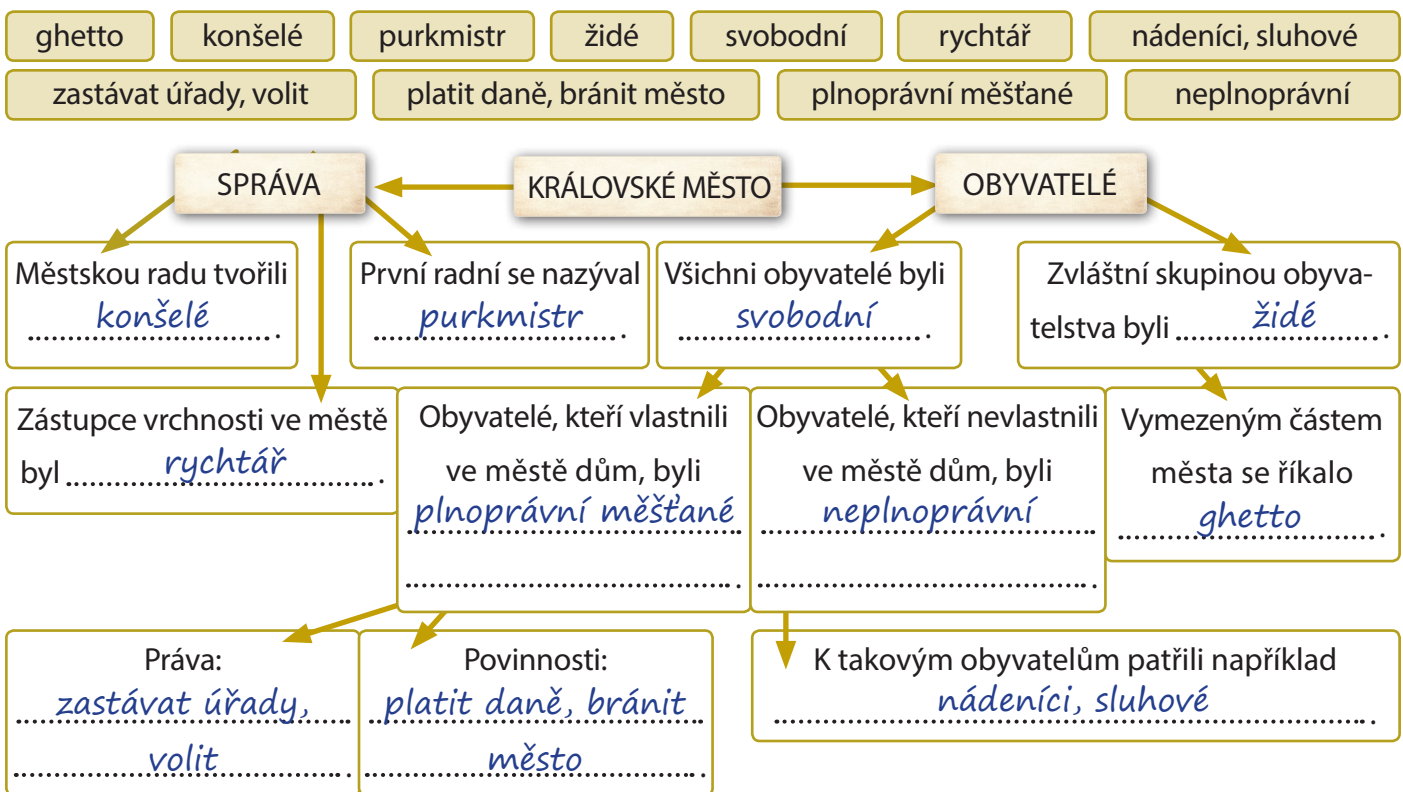 ghetto
konšelé
purkmistr
židé
svobodní
rychtář
nádeníci, sluhové
zastávat úřady, volit
platit daně, bránit město
plnoprávní měšťané
neplnoprávní
SPRÁVA
KRÁLOVSKÉ MĚSTO
OBYVATELÉ
Městskou radu tvořili
konšelé
.
První radní se nazýval
purkmistr
.
Všichni obyvatelé byli
svobodní
.
Zvláštní skupinou obyva-
telstva byli židé.
Zástupce vrchnosti ve městě
byl rychtář.
Obyvatelé, kteří vlastnili
ve městě dům, byli
plnoprávní měšťané
.
Obyvatelé, kteří nevlastnili
ve městě dům, byli
neplnoprávní
.
Vymezeným částem
města se říkalo
ghetto
.
Práva:
zastávat úřady,
volit.
Povinnosti:
platit daně, bránit
město.
K takovým obyvatelům patřili například
nádeníci, sluhové
.